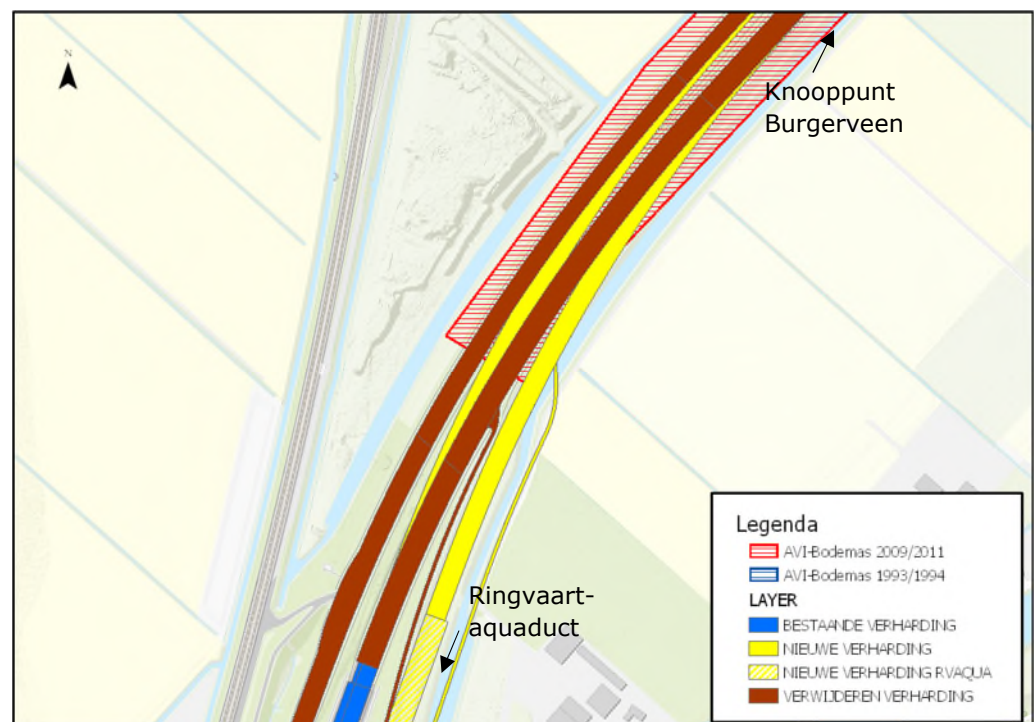 N
Knooppunt
Burgerveen
Ringvaart-
aquaduct
Legenda
AVI-Bodemas 2009/2011
AVI-Bodemas 1993/1994
LAYER
BESTAANDE VERHARDING
NIEUWE VERHARDING
NIEUWE VERHARDING RVAQUA
VERWIJDEREN VERHARDING